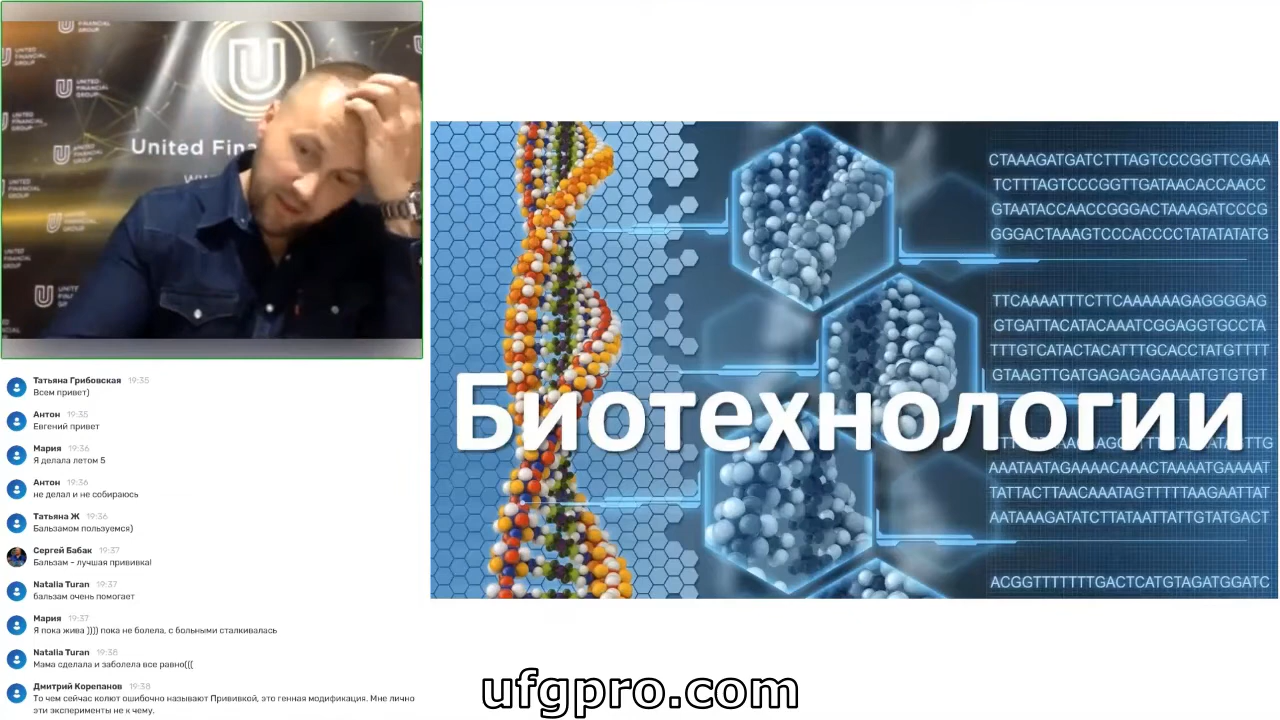 UNITED
FINANCIAL
GROUP
United Fin
Татьяна Грибовская 19:35
Всем привет)
Антон 19:35
Евгений привет
Мария 19:36
Я делала летом 5
Антон 19:36
не делал и не собираюсь
Татьяна Ж 19:36
Бальзамом пользуемся)
Сергей Бабак 19:37
Бальзам - лучшая прививка!
Natalia Turan 19:37
бальзам очень помогает
Мария 19:37
Я пока жива )))) пока не болела, с больными сталкивалась
Natalia Turan 19:38
Мама сделала и заболела все равно(((
Дмитрий Корепанов 19:38
То чем сейчас колют ошибочно называют Прививкой, это генная модификация. Мне лично
эти эксперименты не к чему.
CTAAAGATGATCTTTAGTCCCGGTTCGAA
TCTTTAGTCCCGGTTGATAACACCAACC
GTAATACCAACCGGGACTAAAGATCCCG
GGGACTAAAGTCCCACCCCTATATATATG
TTCAAAATTTCTTCAAAAAAGAGGGGAG
GTGATTACATACAAATCGGAGGTGCCTA
TTTGTCATACTACATTTGCACCTATGTTTT
GTAAGTTGATGAGAGAGAAAATGTGTGT
Биотехнологии
AAATAATAGAAAACAAACTAAAATGAAAAT
TATTACTTAACAAATAGTTTTTAAGAATTAT
AATAAAGATATCTTATAATTATTGTATGACT
ACGGTTTTTTTGACTCATGTAGATGGATC
ufgpro.com